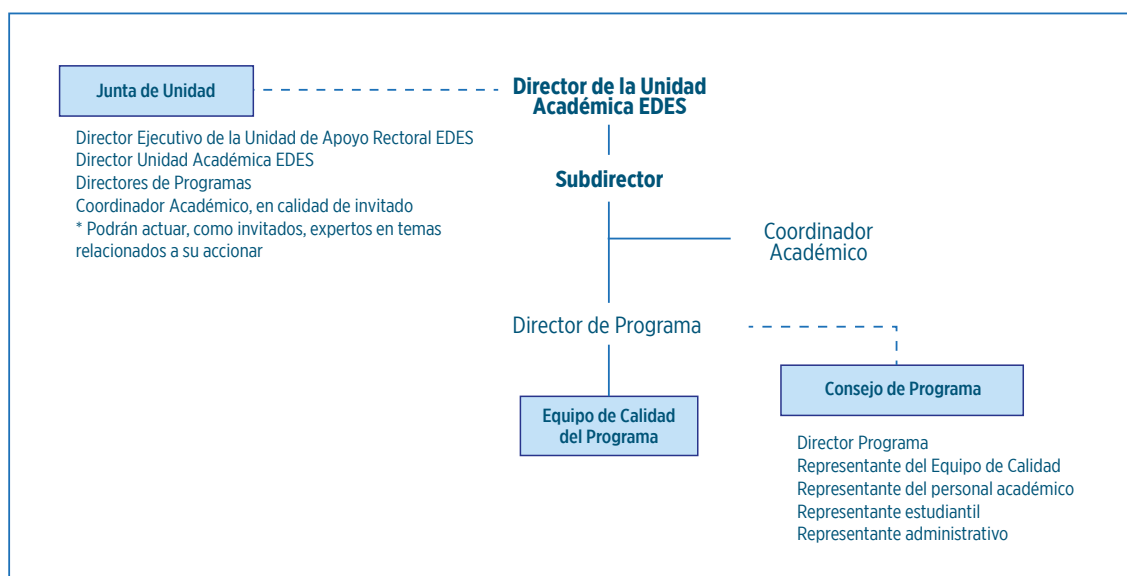 Junta de Unidad
Director de la Unidad
Académica EDES
Director Ejecutivo de la Unidad de Apoyo Rectoral EDES
Director Unidad Académica EDES
Directores de Programas
Coordinador Académico, en calidad de invitado
* Podrán actuar, como invitados, expertos en temas
relacionados a su accionar
Subdirector
Coordinador
Académico
Director de Programa
Equipo de Calidad
del Programa
Consejo de Programa
Director Programa
Representante del Equipo de Calidad
Representante del personal académico
Representante estudiantil
Representante administrativo